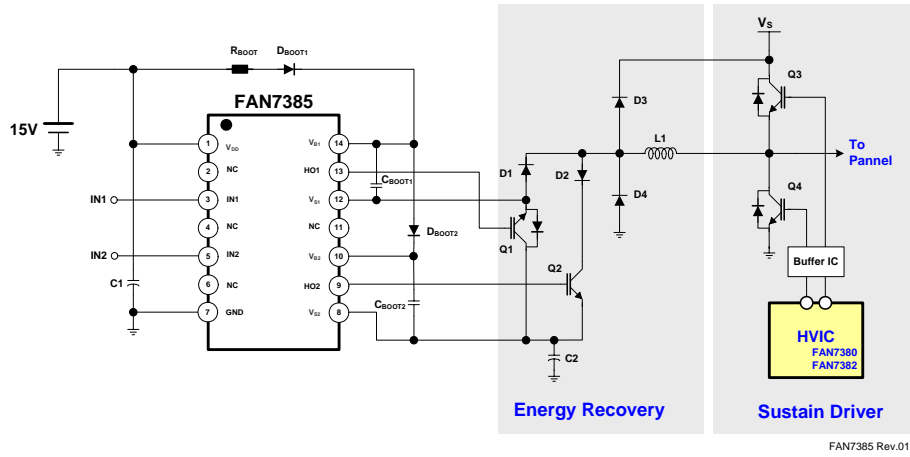 VS
RBOOT DBOOT1
Q3
FAN7385
D3
15V
1 VDD
VB1 14
L1
To
Pannel
2 NC
HO1 13
D1
D2
CBOOT1
IN1
3 IN1
VS1 12
D4
Q4
4 NC
NC 11
DBOOT2
Q1
IN2
5 IN2
VB2 10
Q2
Buffer IC
C1
6 NC
HO2 9
CBOOT2
7 GND
VS2 8
HVIC
FAN7380
FAN7382
C2
Energy Recovery
Sustain Driver
FAN7385 Rev.01